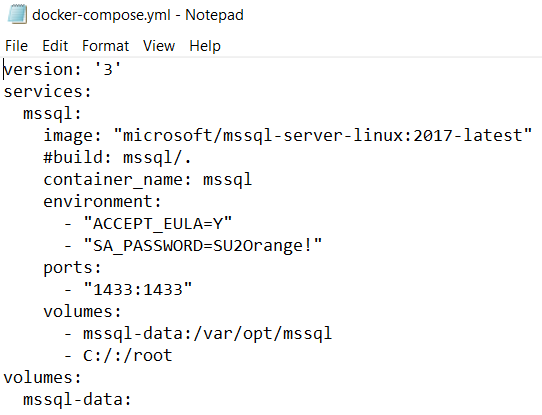 docker-compose.yml - Notepad
File Edit Format View Help
version: '3'
services:
  mssql:
    image: "microsoft/mssql-server-linux:2017-latest"
    #build: mssql/.
    container_name: mssql
    environment:
      - "ACCEPT_EULA=Y"
      - "SA_PASSWORD=SU2Orange!"
    ports:
      - "1433:1433"
    volumes:
      - mssql-data:/var/opt/mssql
      - C:/:/root
volumes:
  mssql-data: